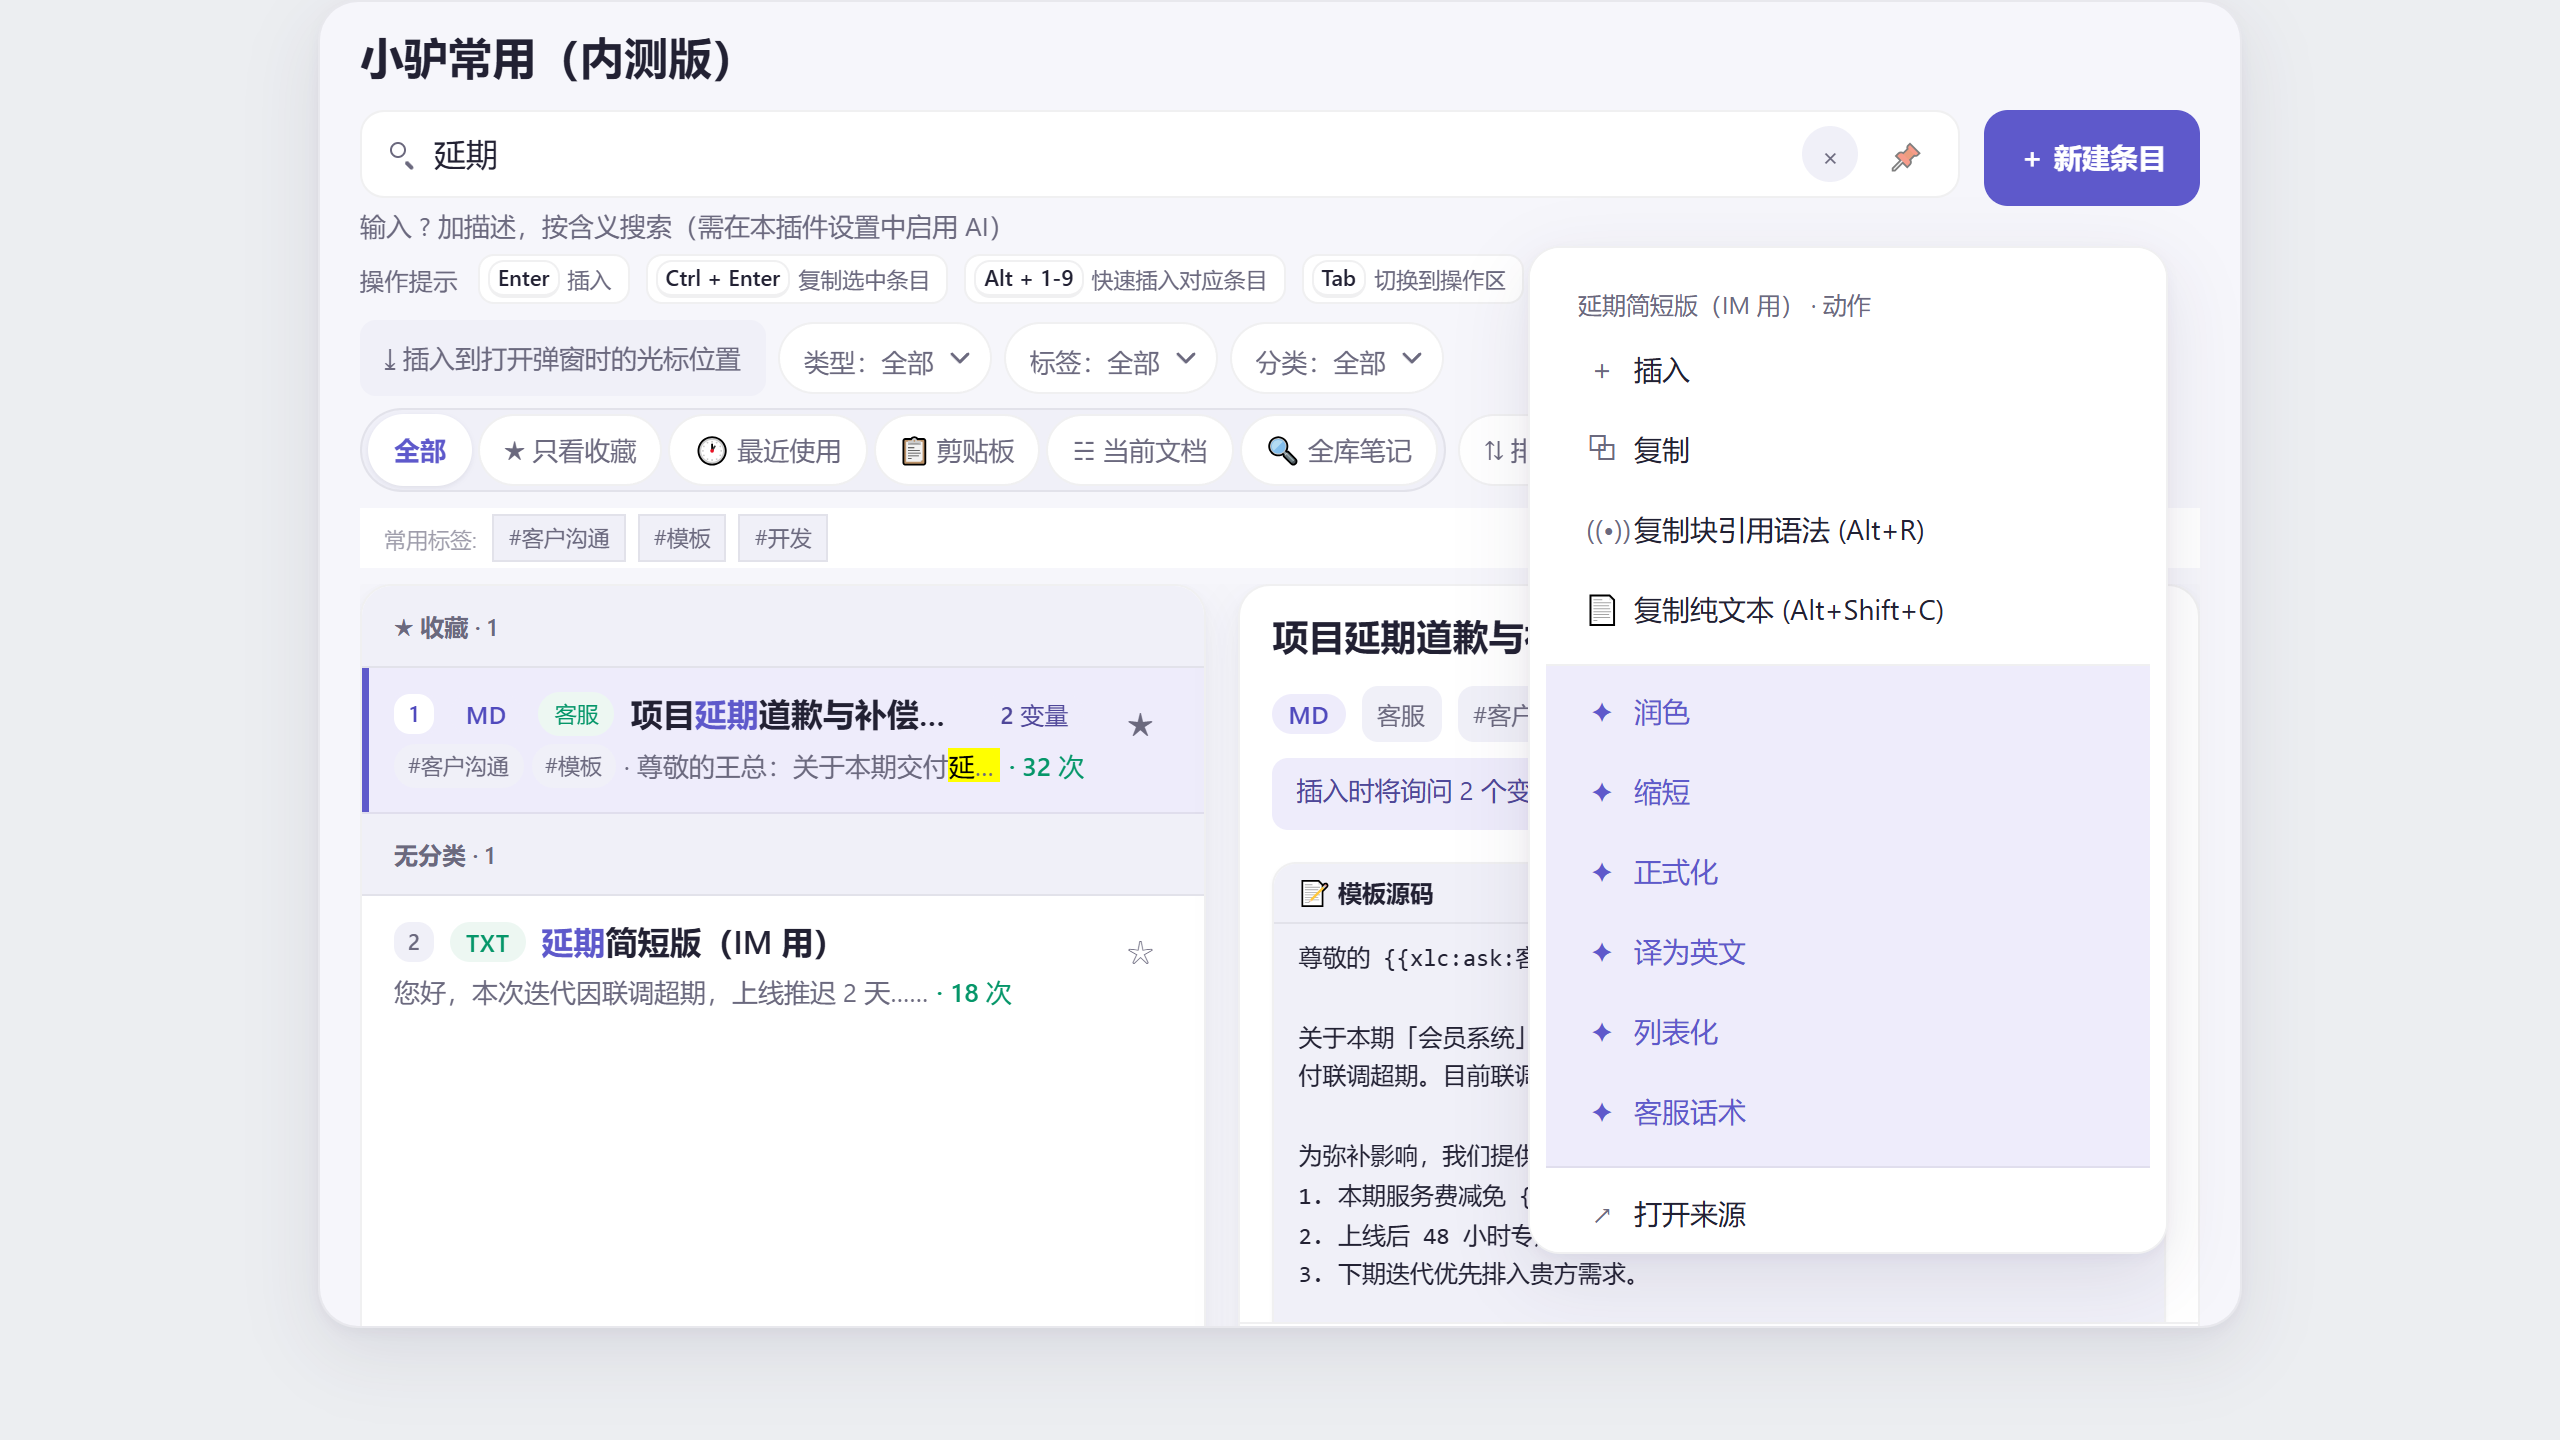 小驴常用（内测版）
延期
× 
+ 新建条目
输入 ? 加描述，按含义搜索（需在本插件设置中启用 AI）
操作提示 Enter 插入 Ctrl + Enter 复制选中条目 Alt + 1-9 快速插入对应条目 Tab 切换到操作区
↓插入到打开弹窗时的光标位置 类型：全部 标签：全部 分类：全部
全部 ★ 只看收藏 最近使用 剪贴板 ☵ 当前文档 全库笔记 ⇅
常用标签: #客户沟通 #模板 #开发
★ 收藏 · 1
1 MD 客服 项目延期道歉与补偿... 2 变量 ★
#客户沟通 #模板 · 尊敬的王总：关于本期交付延... · 32 次
无分类 · 1
2 TXT 延期简短版（IM 用） ☆
您好，本次迭代因联调超期，上线推迟 2 天...... · 18 次
项目延期道歉与
MD 客服 #客户
插入时将询问 2 个变
模板源码
尊敬的 {{xlc:ask:客
关于本期「会员系统」
付联调超期。目前联调
为弥补影响，我们提供
1. 本期服务费减免 {
2. 上线后 48 小时专
3. 下期迭代优先排入贵方需求。
延期简短版（IM 用） · 动作
+ 插入
复制
((•)) 复制块引用语法 (Alt+R)
复制纯文本 (Alt+Shift+C)
✦ 润色
✦ 缩短
✦ 正式化
✦ 译为英文
✦ 列表化
✦ 客服话术
↗ 打开来源